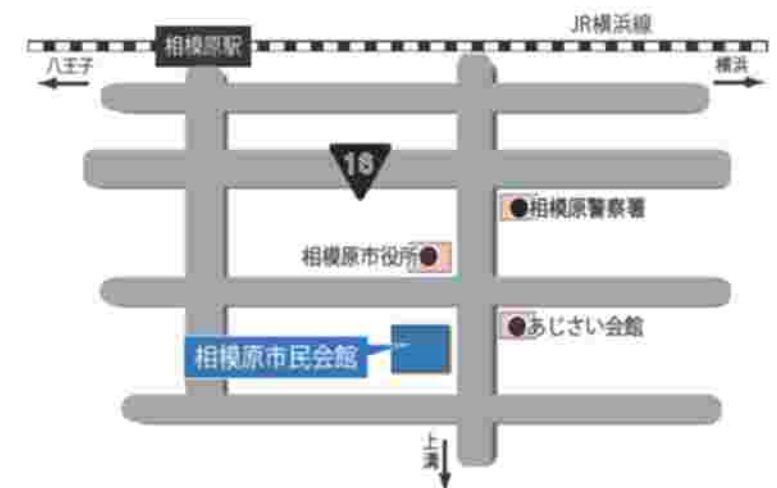 JR横浜線
相模原駅
八王子
横浜
16
相模原警察署
相模原市役所
あじさい会館
相模原市民会館
上溝